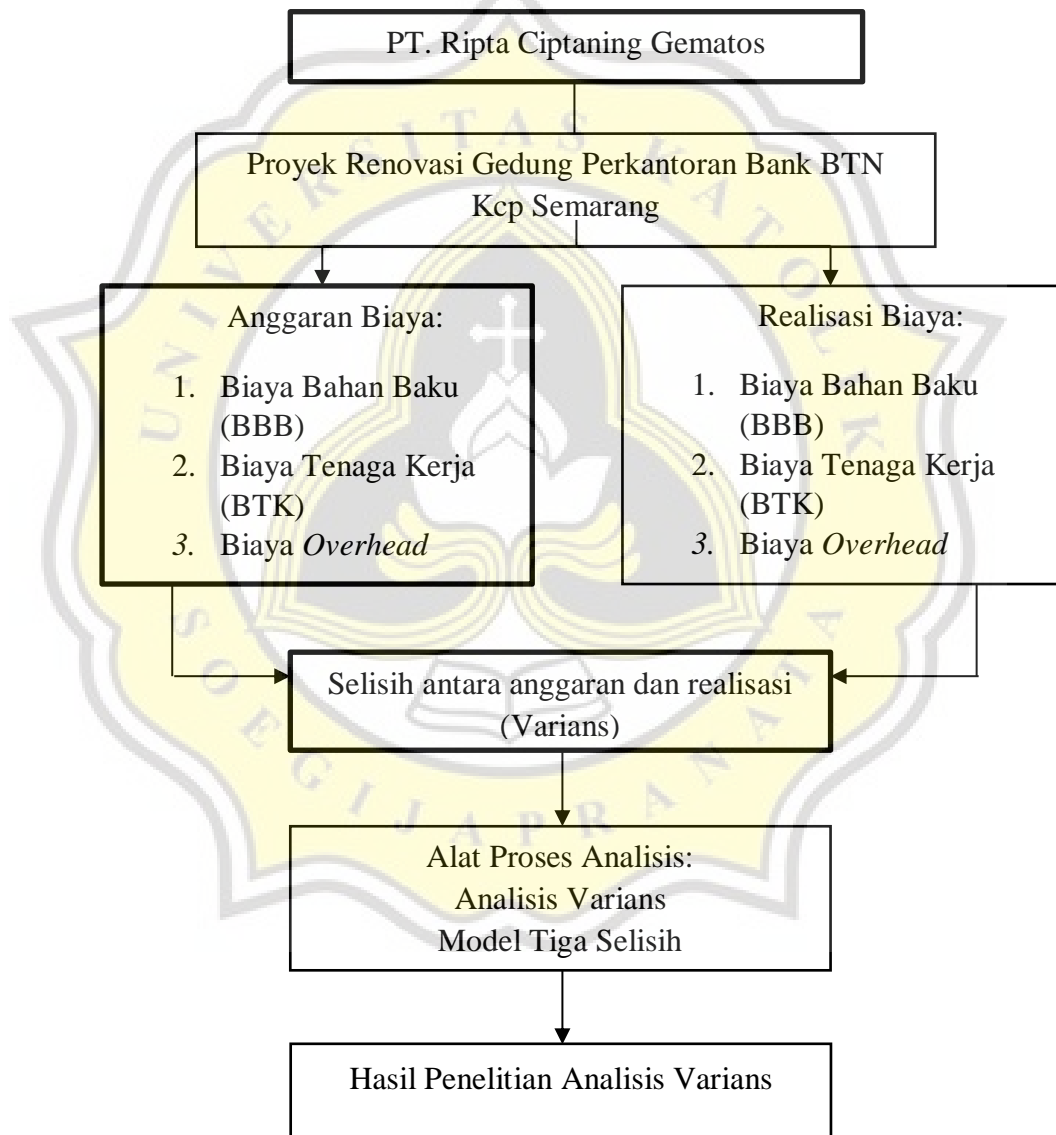 PT. Ripta Ciptaning Gematos
Proyek Renovasi Gedung Perkantoran Bank BTN
Kcp Semarang
Anggaran Biaya:
1. Biaya Bahan Baku
(BBB)
2. Biaya Tenaga Kerja
(BTK)
3. Biaya Overhead
Realisasi Biaya:
1. Biaya Bahan Baku
(BBB)
2. Biaya Tenaga Kerja
(BTK)
3. Biaya Overhead
Selisih antara anggaran dan realisasi
(Varians)
Alat Proses Analisis:
Analisis Varians
Model Tiga Selisih
Hasil Penelitian Analisis Varians
UNIVERSITAS KATOLIK
SOEGIJAPRANATA